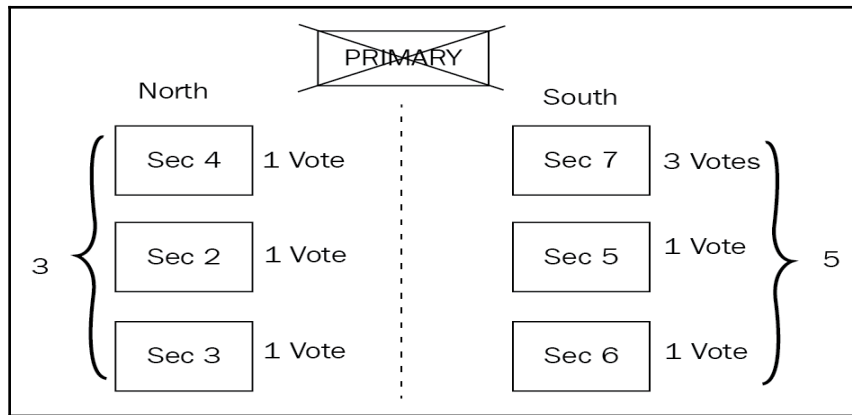 PRIMARY
North
South
Sec 4 1 Vote
Sec 7 3 Votes
3
Sec 2 1 Vote
Sec 5 1 Vote
5
Sec 3 1 Vote
Sec 6 1 Vote